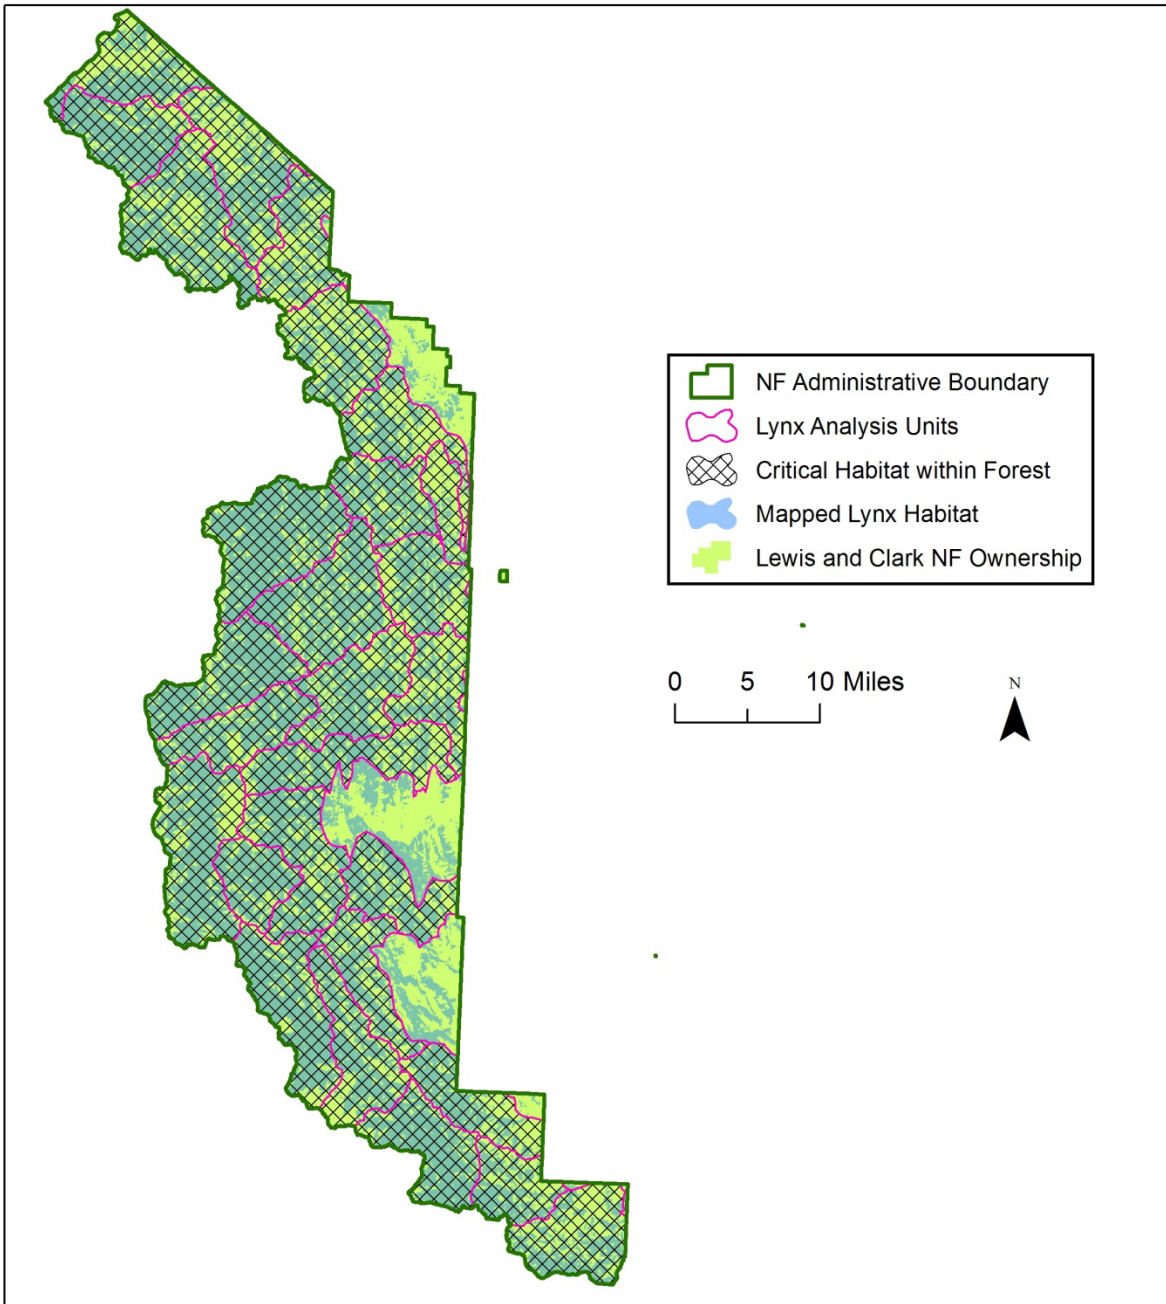 NF Administrative Boundary
Lynx Analysis Units
Critical Habitat within Forest
Mapped Lynx Habitat
Lewis and Clark NF Ownership
0 5 10 Miles
N